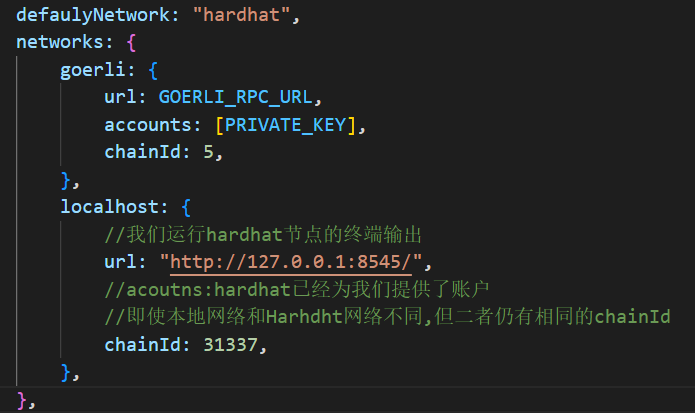 defaulyNetwork: "hardhat",
networks: {
goerli: {
url: GOERLI_RPC_URL,
accounts: [PRIVATE_KEY],
chainId: 5,
},
localhost: {
//我们运行hardhat节点的终端输出
url: "http://127.0.0.1:8545/",
//acoutns:hardhat已经为我们提供了账户
//即使本地网络和Harhdht网络不同,但二者仍有相同的chainId
chainId: 31337,
},
},